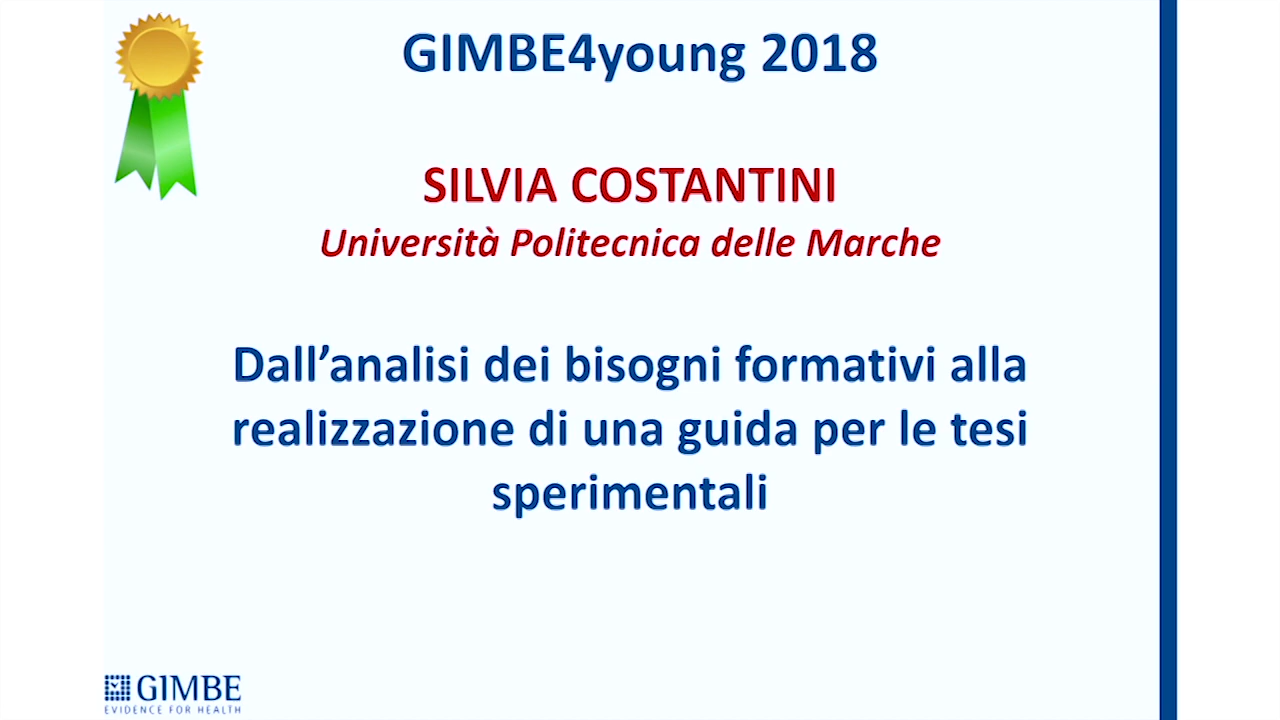 GIMBE4young 2018
SILVIA COSTANTINI
Università Politecnica delle Marche
Dall’analisi dei bisogni formativi alla
realizzazione di una guida per le tesi
sperimentali
GIMBE
EVIDENCE FOR HEALTH